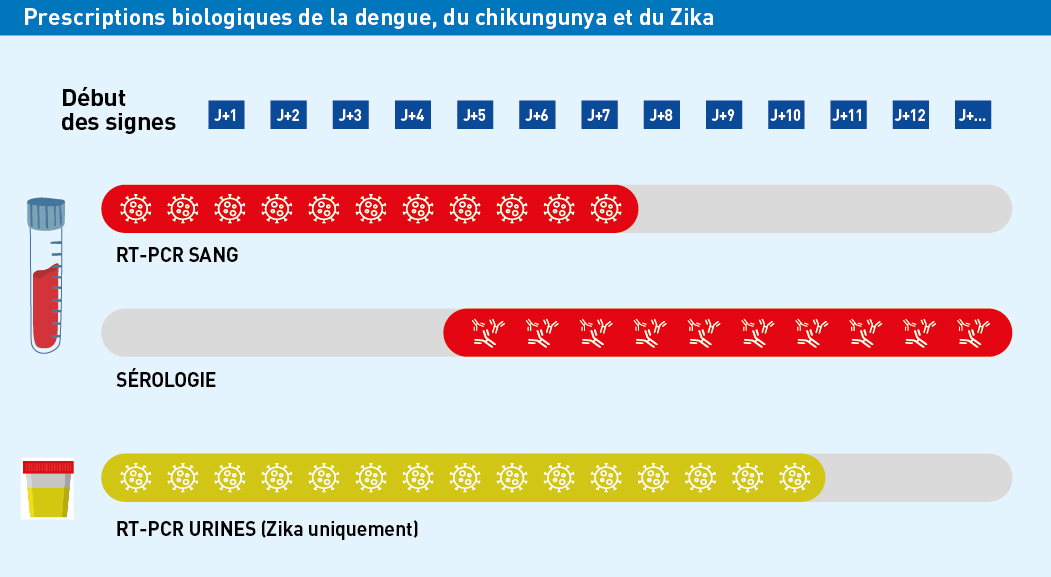 Prescriptions biologiques de la dengue, du chikungunya et du Zika
Début
des signes
J+1 J+2 J+3 J+4 J+5 J+6 J+7 J+8 J+9 J+10 J+11 J+12 J+...
RT-PCR SANG
SÉROLOGIE
RT-PCR URINES (Zika uniquement)